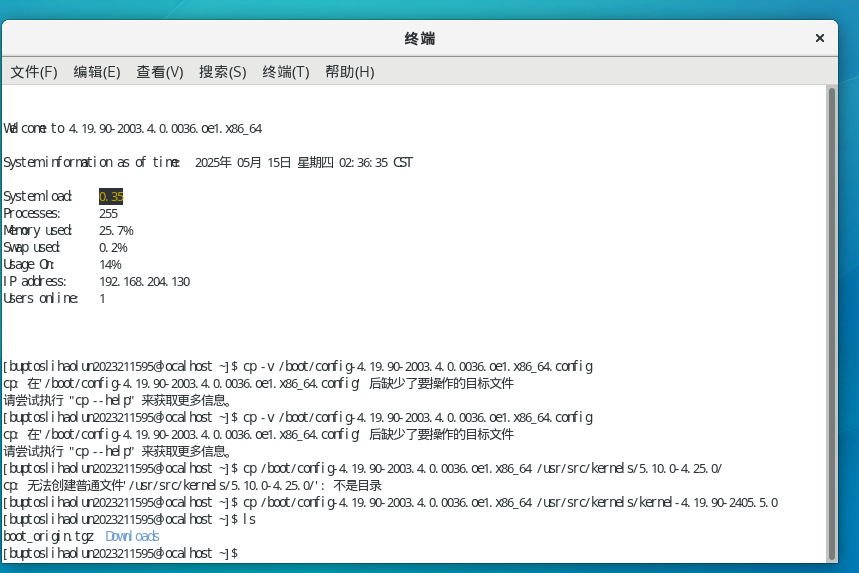 终端
文件(F) 编辑(E) 查看(V) 搜索(S) 终端(T) 帮助(H)
Welcome to 4.19.90-2003.4.0.0036.oe1.x86_64
System information as of time: 2025年 05月 15日 星期四 02:36:35 CST
System load: 0.35
Processes: 255
Memory used: 25.7%
Swap used: 0.2%
Usage On: 14%
IP address: 192.168.204.130
Users online: 1
[buptoslihaolun2023211595@localhost ~]$ cp -v /boot/config-4.19.90-2003.4.0.0036.oe1.x86_64.config
cp: 在'/boot/config-4.19.90-2003.4.0.0036.oe1.x86_64.config' 后缺少了要操作的目标文件
请尝试执行 "cp --help" 来获取更多信息。
[buptoslihaolun2023211595@localhost ~]$ cp -v /boot/config-4.19.90-2003.4.0.0036.oe1.x86_64.config
cp: 在'/boot/config-4.19.90-2003.4.0.0036.oe1.x86_64.config' 后缺少了要操作的目标文件
请尝试执行 "cp --help" 来获取更多信息。
[buptoslihaolun2023211595@localhost ~]$ cp /boot/config-4.19.90-2003.4.0.0036.oe1.x86_64 /usr/src/kernels/5.10.0-4.25.0/
cp: 无法创建普通文件'/usr/src/kernels/5.10.0-4.25.0/': 不是目录
[buptoslihaolun2023211595@localhost ~]$ cp /boot/config-4.19.90-2003.4.0.0036.oe1.x86_64 /usr/src/kernels/kernel-4.19.90-2405.5.0
[buptoslihaolun2023211595@localhost ~]$ ls
boot_origin.tgz Downloads
[buptoslihaolun2023211595@localhost ~]$